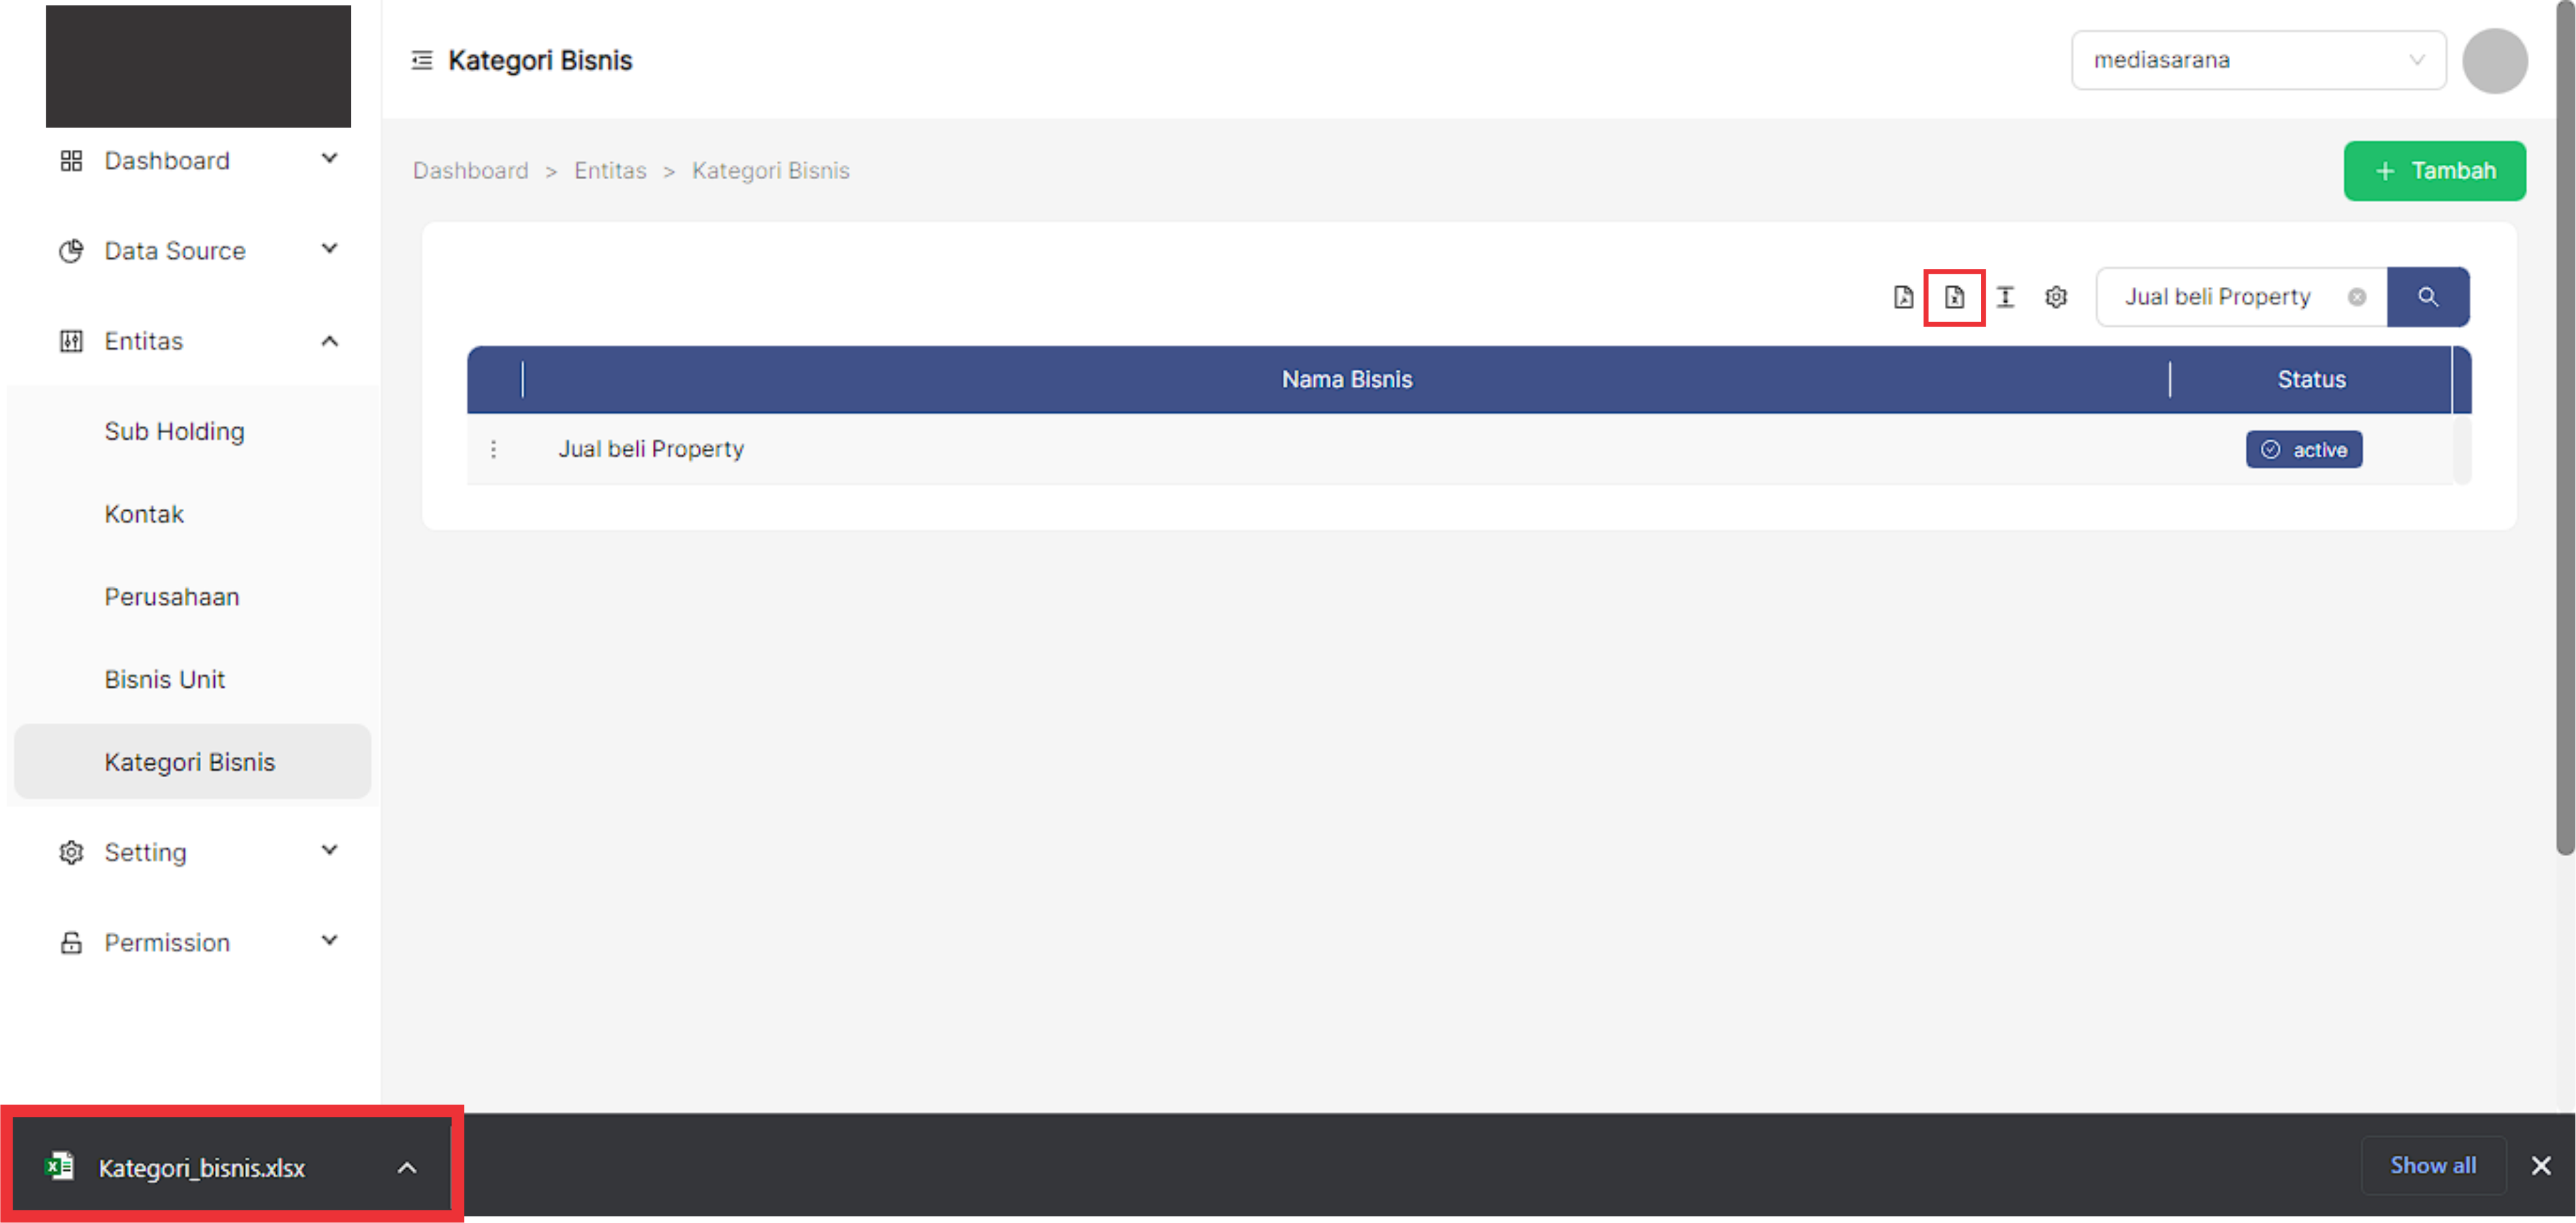 Kategori Bisnis
mediasarana
Dashboard
Data Source
Entitas
Sub Holding
Kontak
Perusahaan
Bisnis Unit
Kategori Bisnis
Setting
Permission
Dashboard > Entitas > Kategori Bisnis
+ Tambah
Jual beli Property
Nama Bisnis Status
Jual beli Property active
Kategori_bisnis.xlsx
Show all